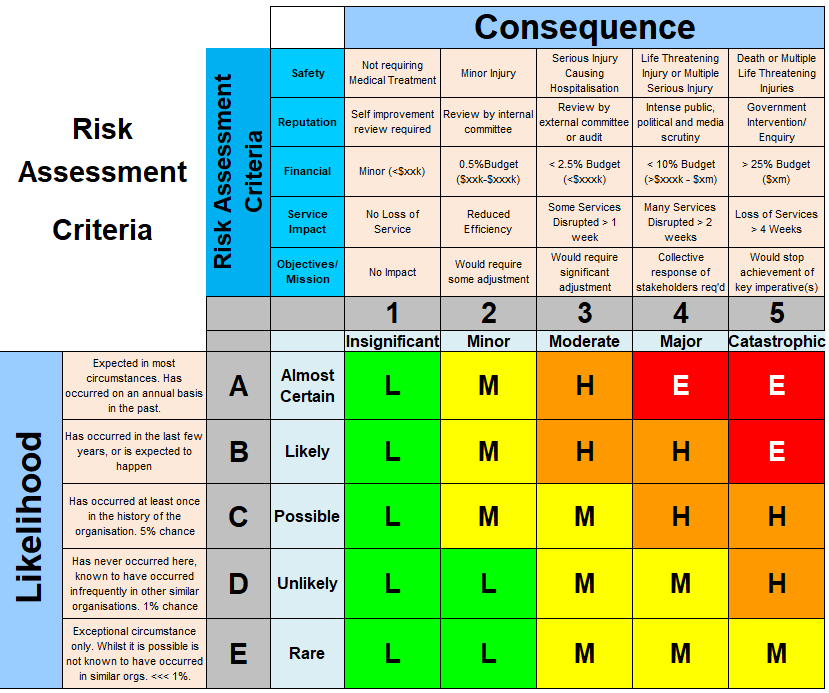 Consequence
Risk
Assessment
Criteria
Risk Assessment
Criteria
Safety
Not requiring
Medical Treatment
Minor Injury
Serious Injury
Causing
Hospitalisation
Life Threatening
Injury or Multiple
Serious Injury
Death or Multiple
Life Threatening
Injuries
Reputation
Self improvement
review required
Review by internal
committee
Review by
external committee
or audit
Intense public,
political and media
scrutiny
Government
Intervention/
Enquiry
Financial
Minor (<$xxk)
0.5%Budget
($xxk-$xxxk)
< 2.5% Budget
(<$xxxk)
< 10% Budget
(>$xxxk - $xm)
> 25% Budget
($xm)
Service
Impact
No Loss of
Service
Reduced
Efficiency
Some Services
Disrupted > 1
week
Many Services
Disrupted > 2
weeks
Loss of Services
> 4 Weeks
Objectives/
Mission
No Impact
Would require
some adjustment
Would require
significant
adjustment
Collective
response of
stakeholders req'd
Would stop
achievement of
key imperative(s)
1
2
3
4
5
Insignificant
Minor
Moderate
Major
Catastrophic
Likelihood
Expected in most
circumstances. Has
occurred on an annual basis
in the past.
A
Almost
Certain
L
M
H
E
E
Has occurred in the last few
years, or is expected to
happen
B
Likely
L
M
H
H
E
Has occurred at least once
in the history of the
organisation. 5% chance
C
Possible
L
M
M
H
H
Has never occurred here,
known to have occurred
infrequently in other similar
organisations. 1% chance
D
Unlikely
L
L
M
M
H
Exceptional circumstance
only. Whilst it is possible is
not known to have occurred
in similar orgs. <<< 1%.
E
Rare
L
L
M
M
M